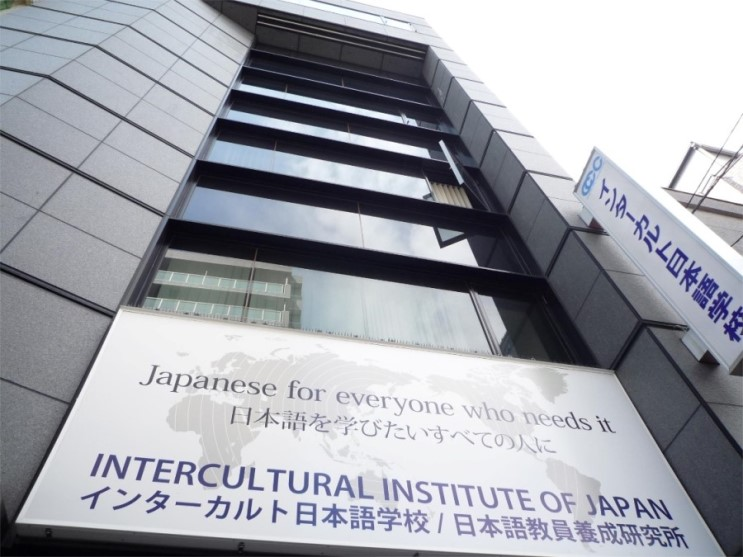 Japanese for everyone who needs it
日本語を学びたいすべての人に
INTERCULTURAL INSTITUTE OF JAPAN
インターカルト日本語学校 / 日本語教員養成研究所
インターカルト日本語学校